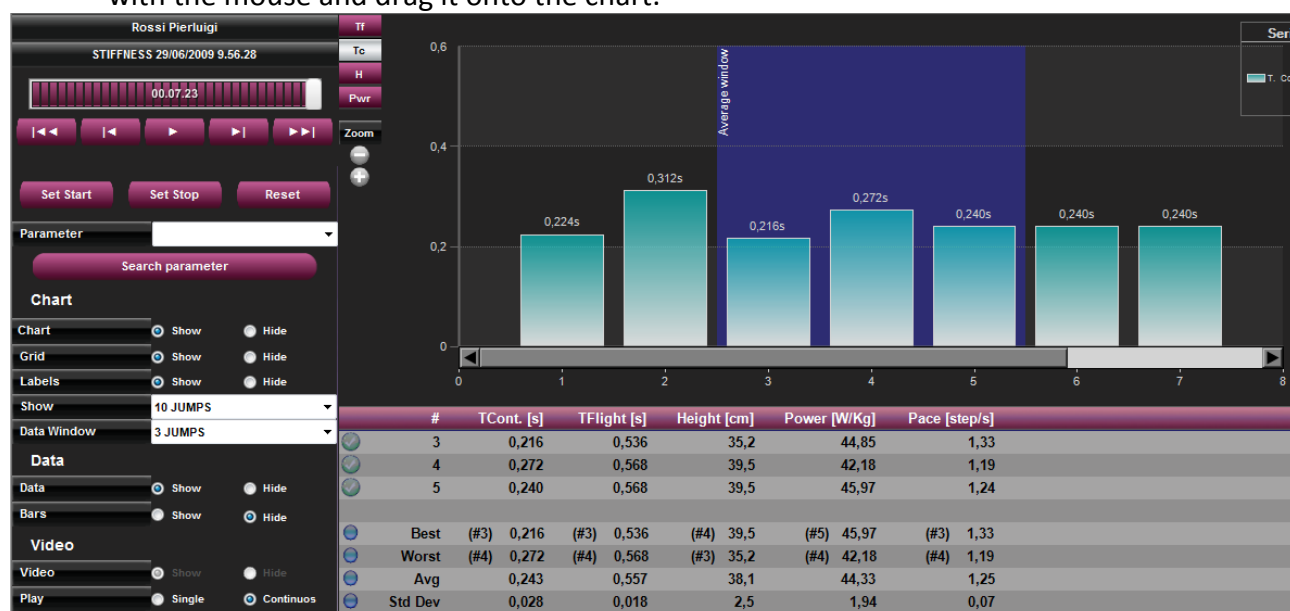 with the mouse and drag it onto the chart.
Rossi Pierluigi
STIFFNESS 29/06/2009 9.56.28
00.07.23
Set Start Set Stop Reset
Parameter
Search parameter
Chart
Chart Show Hide
Grid Show Hide
Labels Show Hide
Show 10 JUMPS
Data Window 3 JUMPS
Data
Data Show Hide
Bars Show Hide
Video
Video Show Hide
Play Single Continuos
Tf
Tc
H
Pwr
Zoom
0,6
0,4
0,2
0
Average window
0,224s
0,312s
0,216s
0,272s
0,240s
0,240s
0,240s
0 1 2 3 4 5 6 7 8
Ser
T. Co
# TCont. [s] TFlight [s] Height [cm] Power [W/Kg] Pace [step/s]
3 0,216 0,536 35,2 44,85 1,33
4 0,272 0,568 39,5 42,18 1,19
5 0,240 0,568 39,5 45,97 1,24
Best (#3) 0,216 (#3) 0,536 (#4) 39,5 (#5) 45,97 (#3) 1,33
Worst (#4) 0,272 (#4) 0,568 (#3) 35,2 (#4) 42,18 (#4) 1,19
Avg 0,243 0,557 38,1 44,33 1,25
Std Dev 0,028 0,018 2,5 1,94 0,07